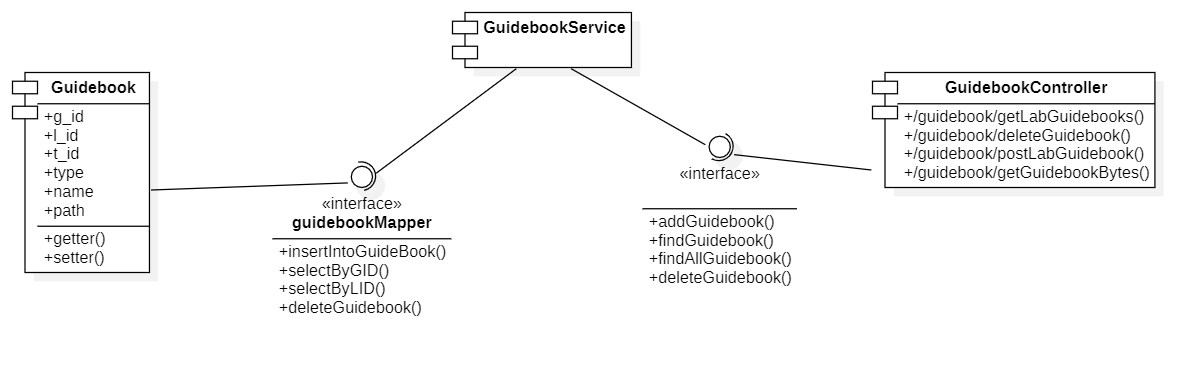 GuidebookService
Guidebook
+g_id
+l_id
+t_id
+type
+name
+path
+getter()
+setter()
«interface»
guidebookMapper
+insertIntoGuideBook()
+selectByGID()
+selectByLID()
+deleteGuidebook()
«interface»
+addGuidebook()
+findGuidebook()
+findAllGuidebook()
+deleteGuidebook()
GuidebookController
+/guidebook/getLabGuidebooks()
+/guidebook/deleteGuidebook()
+/guidebook/postLabGuidebook()
+/guidebook/getGuidebookBytes()